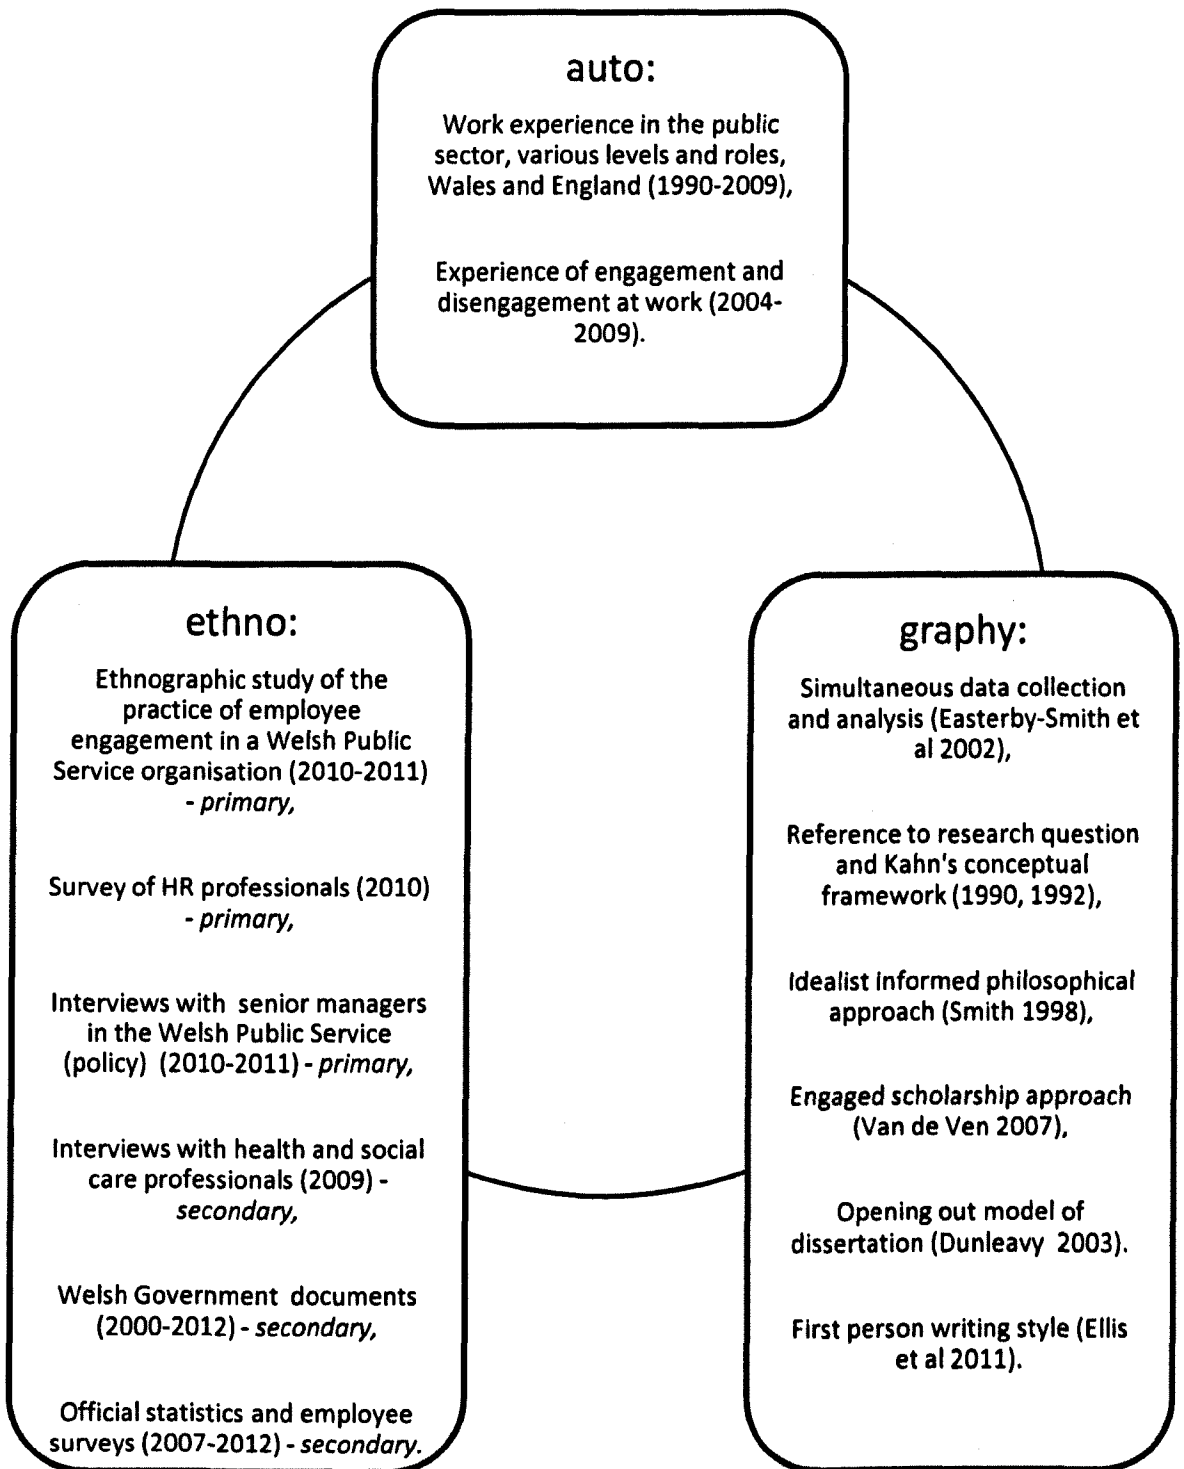 auto:
Work experience in the public
sector, various levels and roles,
Wales and England (1990-2009),
Experience of engagement and
disengagement at work (2004-
2009).
ethno:
Ethnographic study of the
practice of employee
engagement in a Welsh Public
Service organisation (2010-2011)
- primary,
Survey of HR professionals (2010)
- primary,
Interviews with senior managers
in the Welsh Public Service
(policy) (2010-2011) - primary,
Interviews with health and social
care professionals (2009) -
secondary,
Welsh Government documents
(2000-2012) - secondary,
Official statistics and employee
surveys (2007-2012) - secondary.
graphy:
Simultaneous data collection
and analysis (Easterby-Smith et
al 2002),
Reference to research question
and Kahn's conceptual
framework (1990, 1992),
Idealist informed philosophical
approach (Smith 1998),
Engaged scholarship approach
(Van de Ven 2007),
Opening out model of
dissertation (Dunleavy 2003).
First person writing style (Ellis
et al 2011).